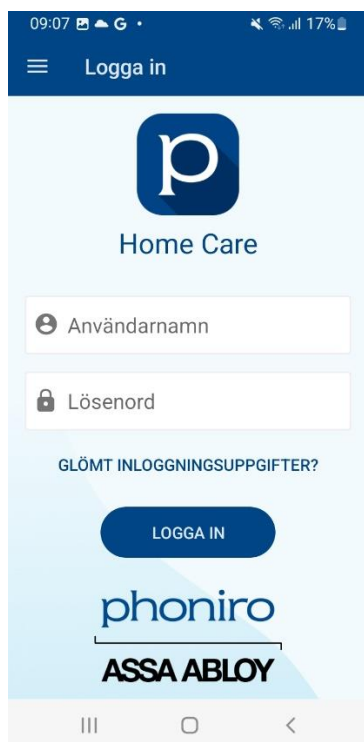 09:07 G • 17%
Logga in
p
Home Care
Användarnamn
Lösenord
GLÖMT INLOGGNINGSUPPGIFTER?
LOGGA IN
phoniro
ASSA ABLOY